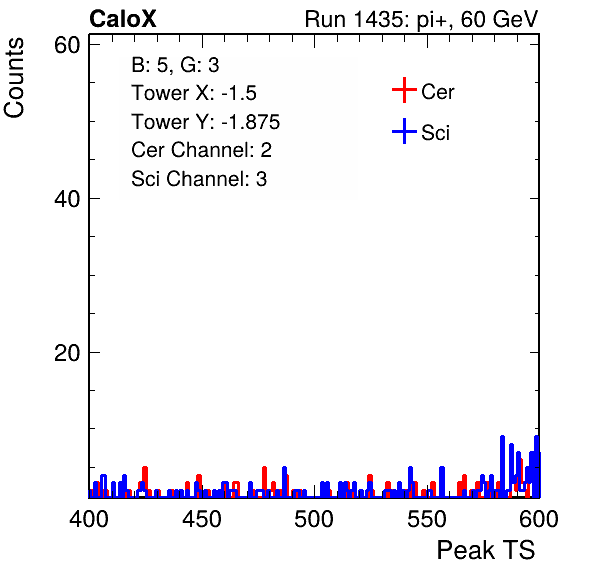 CaloX Run 1435: pi+, 60 GeV
Counts
60
40
20
B: 5, G: 3
Tower X: -1.5
Tower Y: -1.875
Cer Channel: 2
Sci Channel: 3
Cer
Sci
400 450 500 550 600
Peak TS